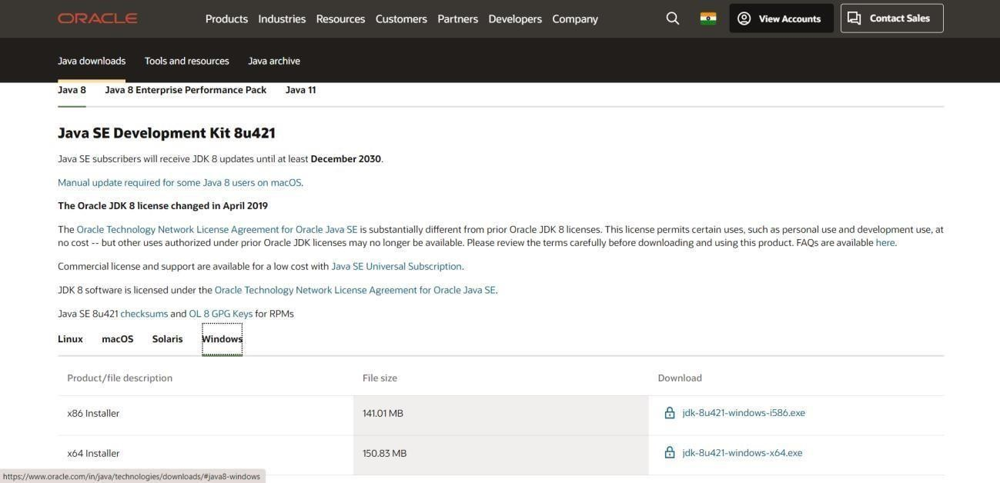 ORACLE Products Industries Resources Customers Partners Developers Company View Accounts Contact Sales
Java downloads Tools and resources Java archive
Java 8 Java 8 Enterprise Performance Pack Java 11
Java SE Development Kit 8u421
Java SE subscribers will receive JDK 8 updates until at least December 2030.
Manual update required for some Java 8 users on macOS.
The Oracle JDK 8 license changed in April 2019
The Oracle Technology Network License Agreement for Oracle Java SE is substantially different from prior Oracle JDK 8 licenses. This license permits certain uses, such as personal use and development use, at
no cost -- but other uses authorized under prior Oracle JDK licenses may no longer be available. Please review the terms carefully before downloading and using this product. FAQs are available here.
Commercial license and support are available for a low cost with Java SE Universal Subscription.
JDK 8 software is licensed under the Oracle Technology Network License Agreement for Oracle Java SE.
Java SE 8u421 checksums and OL 8 GPG Keys for RPMs
Linux macOS Solaris Windows
Product/file description File size Download
x86 Installer 141.01 MB jdk-8u421-windows-i586.exe
x64 Installer 150.83 MB jdk-8u421-windows-x64.exe
https://www.oracle.com/in/java/technologies/downloads/#java8-windows